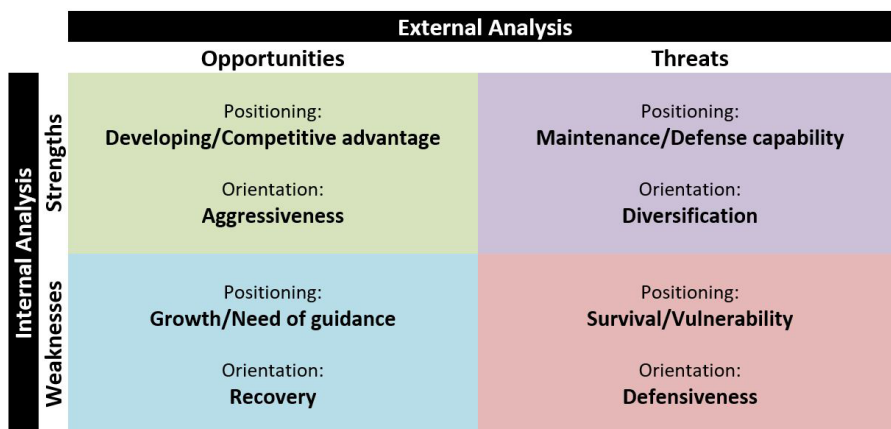 External Analysis
Opportunities
Threats
Internal Analysis
Strengths
Positioning:
Developing/Competitive advantage
Orientation:
Aggressiveness
Positioning:
Maintenance/Defense capability
Orientation:
Diversification
Weaknesses
Positioning:
Growth/Need of guidance
Orientation:
Recovery
Positioning:
Survival/Vulnerability
Orientation:
Defensiveness